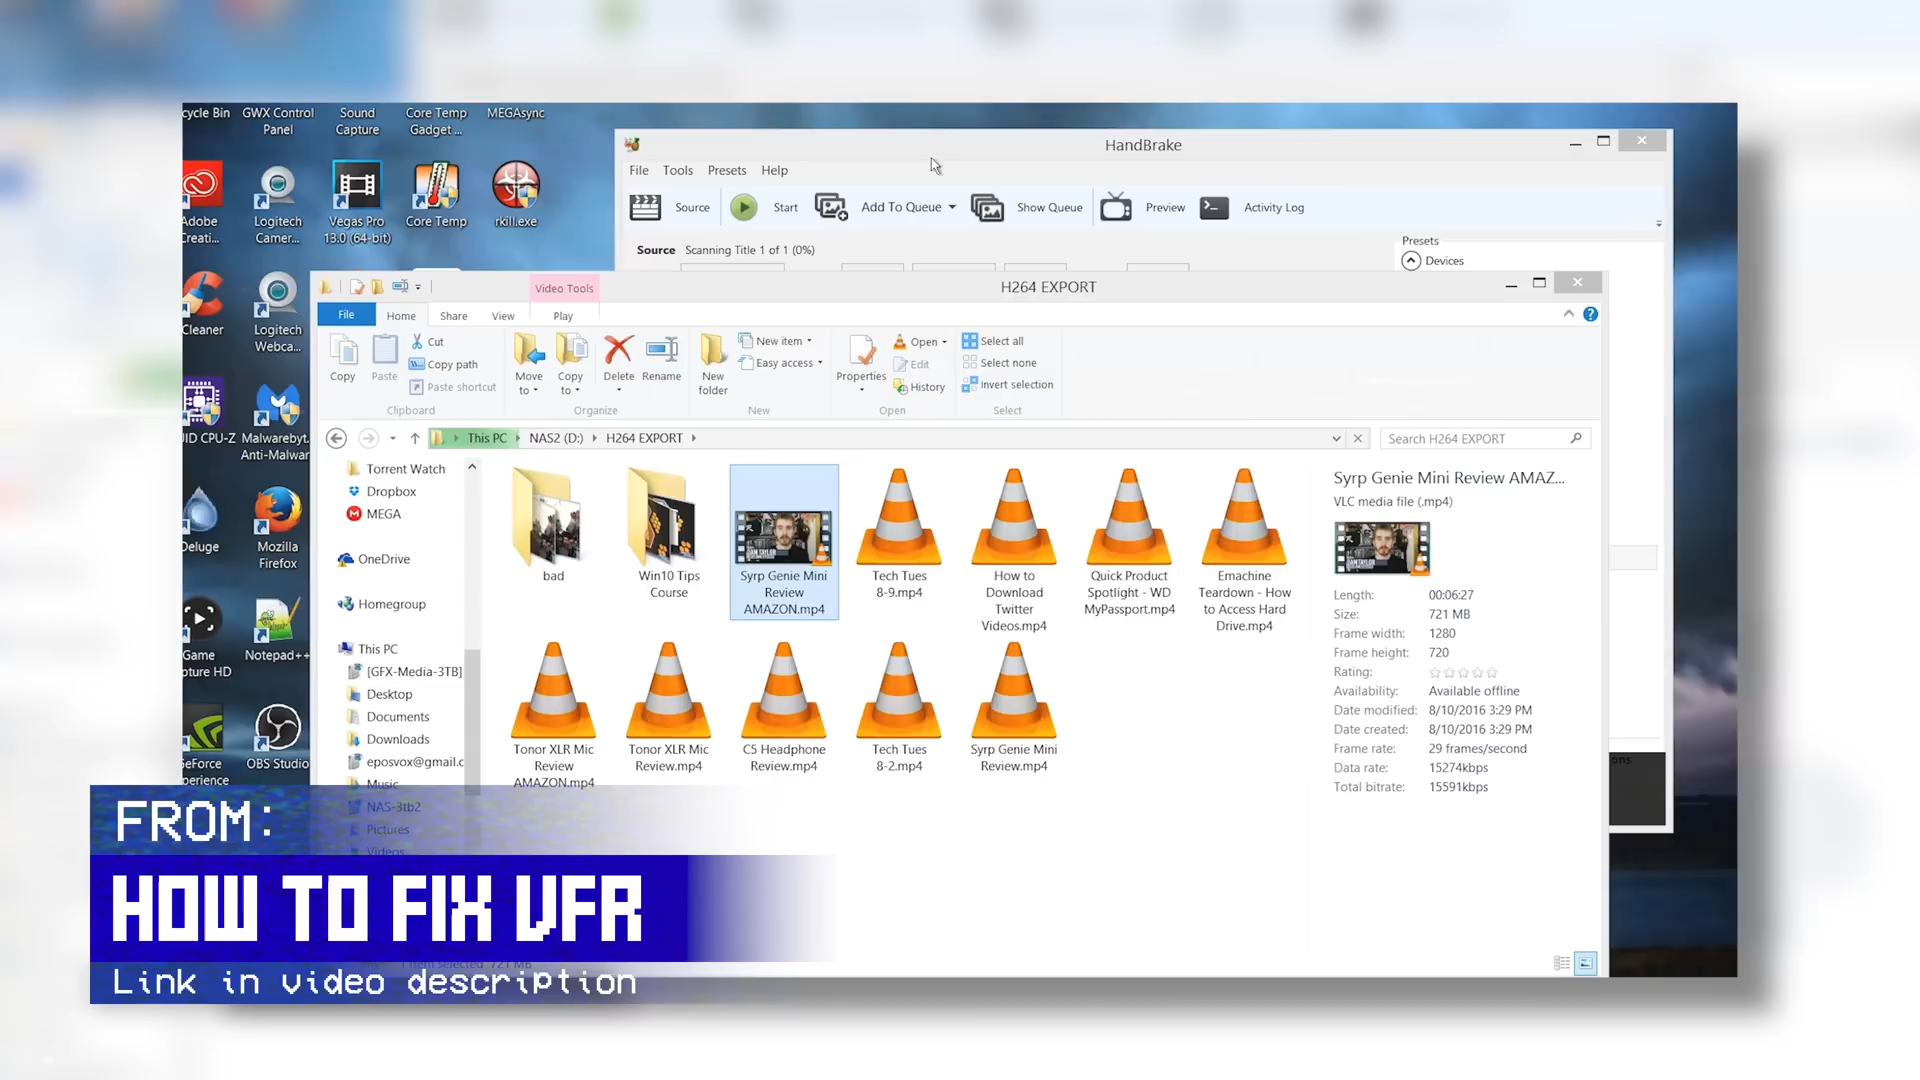 cycle Bin
GWX Control
Panel
Sound
Capture
Core Temp
Gadget ...
MEGAsync
Adobe
Creati...
Logitech
Camer...
Vegas Pro
13.0 (64-bit)
Core Temp
rkill.exe
Cleaner
Logitech
Webca...
UID CPU-Z
Malwarebyt...
Anti-Malwar
Deluge
Mozilla
Firefox
Game
pture HD
Notepad++
GeForce
perience
OBS Studio
HandBrake
File Tools Presets Help
Source Start Add To Queue Show Queue Preview Activity Log
Source Scanning Title 1 of 1 (0%)
Presets
Devices
Video Tools
H264 EXPORT
File Home Share View Play
Copy
Paste
Cut
Copy path
Paste shortcut
Clipboard
Move
to
Copy
to
Delete
Rename
Organize
New
folder
New item
Easy access
New
Properties
Open
Edit
History
Open
Select all
Select none
Invert selection
Select
This PC NAS2 (D:) H264 EXPORT
Search H264 EXPORT
Torrent Watch
Dropbox
MEGA
OneDrive
Homegroup
This PC
[GFX-Media-3TB]
Desktop
Documents
Downloads
eposvox@gmail.c
Music
NAS-3tb2
Pictures
Videos
bad
Win10 Tips
Course
Syrp Genie Mini
Review
AMAZON.mp4
Tech Tues
8-9.mp4
How to
Download
Twitter
Videos.mp4
Quick Product
Spotlight - WD
MyPassport.mp4
Emachine
Teardown - How
to Access Hard
Drive.mp4
Tonor XLR Mic
Review
AMAZON.mp4
Tonor XLR Mic
Review.mp4
C5 Headphone
Review.mp4
Tech Tues
8-2.mp4
Syrp Genie Mini
Review.mp4
Syrp Genie Mini Review AMAZ...
VLC media file (.mp4)
Length: 00:06:27
Size: 721 MB
Frame width: 1280
Frame height: 720
Rating:
Availability: Available offline
Date modified: 8/10/2016 3:29 PM
Date created: 8/10/2016 3:29 PM
Frame rate: 29 frames/second
Data rate: 15274kbps
Total bitrate: 15591kbps
ons
FROM:
HOW TO FIX VFR
1 item selected 721 MB
Link in video description